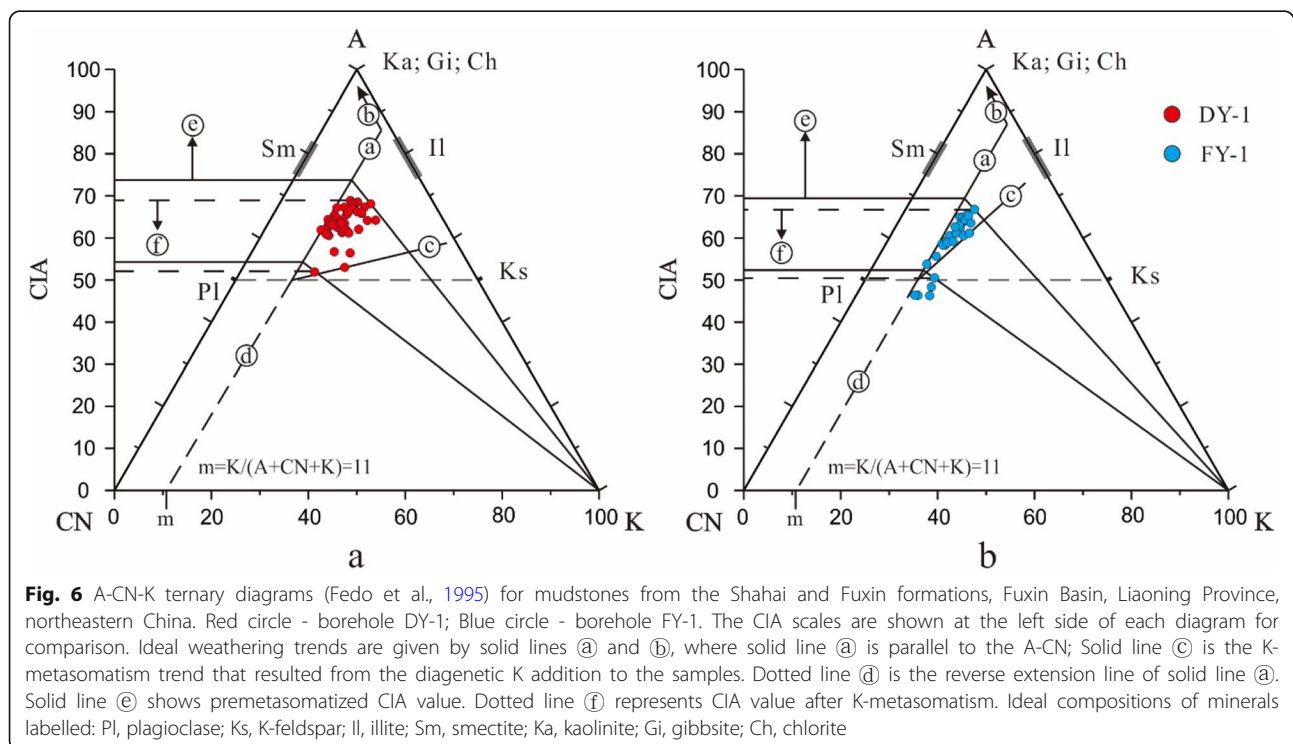 A
Ka; Gi; Ch
100
90
80
70
60
50
40
30
20
10
0
CIA
ⓔ
ⓕ
ⓑ
ⓐ
ⓒ
ⓓ
Sm
Il
Pl
Ks
m=K/(A+CN+K)=11
CN
0
m
20
40
60
80
100
K
a
A
Ka; Gi; Ch
DY-1
FY-1
100
90
80
70
60
50
40
30
20
10
0
CIA
ⓔ
ⓕ
ⓑ
ⓐ
ⓒ
ⓓ
Sm
Il
Pl
Ks
m=K/(A+CN+K)=11
CN
0
m
20
40
60
80
100
K
b
Fig. 6 A-CN-K ternary diagrams (Fedo et al., 1995) for mudstones from the Shahai and Fuxin formations, Fuxin Basin, Liaoning Province,
northeastern China. Red circle - borehole DY-1; Blue circle - borehole FY-1. The CIA scales are shown at the left side of each diagram for
comparison. Ideal weathering trends are given by solid lines ⓐ and ⓑ, where solid line ⓐ is parallel to the A-CN; Solid line ⓒ is the K-
metasomatism trend that resulted from the diagenetic K addition to the samples. Dotted line ⓓ is the reverse extension line of solid line ⓐ.
Solid line ⓔ shows premetasomatized CIA value. Dotted line ⓕ represents CIA value after K-metasomatism. Ideal compositions of minerals
labelled: Pl, plagioclase; Ks, K-feldspar; Il, illite; Sm, smectite; Ka, kaolinite; Gi, gibbsite; Ch, chlorite